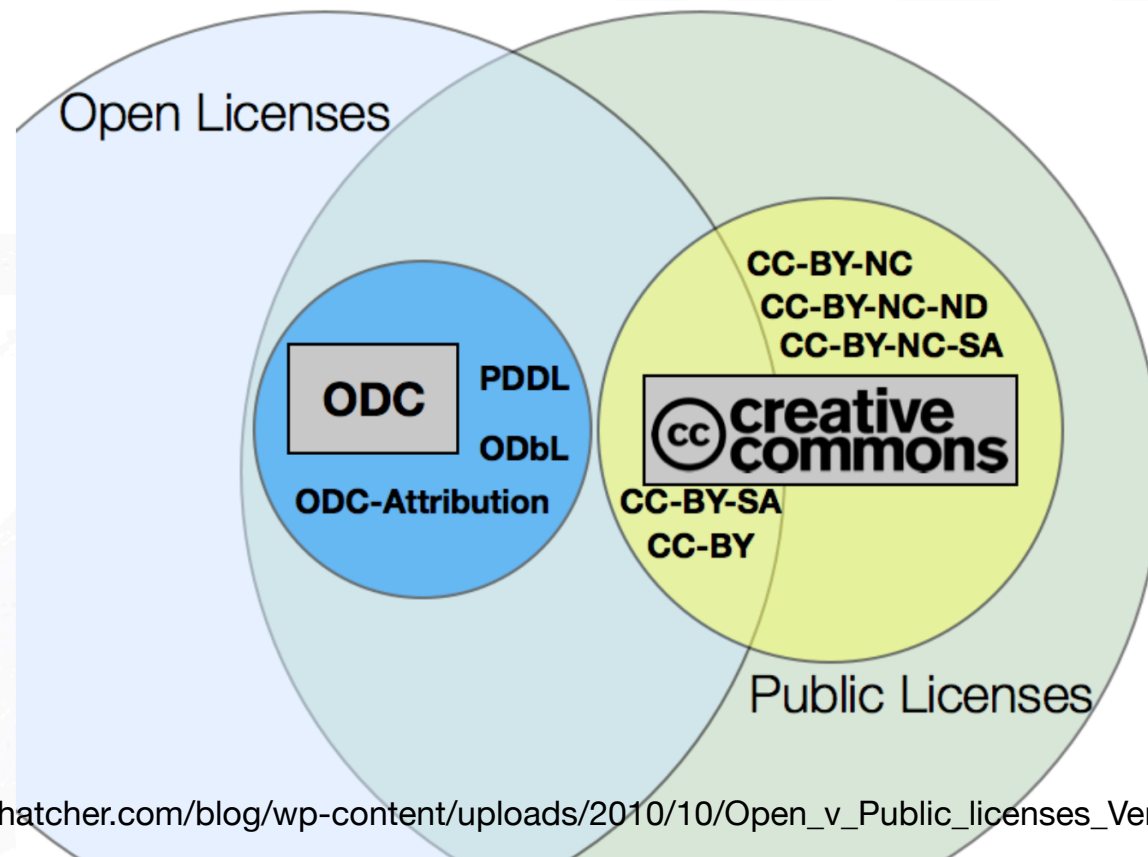 Open Licenses
CC-BY-NC
CC-BY-NC-ND
CC-BY-NC-SA
ODC
PDDL
ODbL
ODC-Attribution
cc creative
commons
CC-BY-SA
CC-BY
Public Licenses
hatcher.com/blog/wp-content/uploads/2010/10/Open_v_Public_licenses_Ve